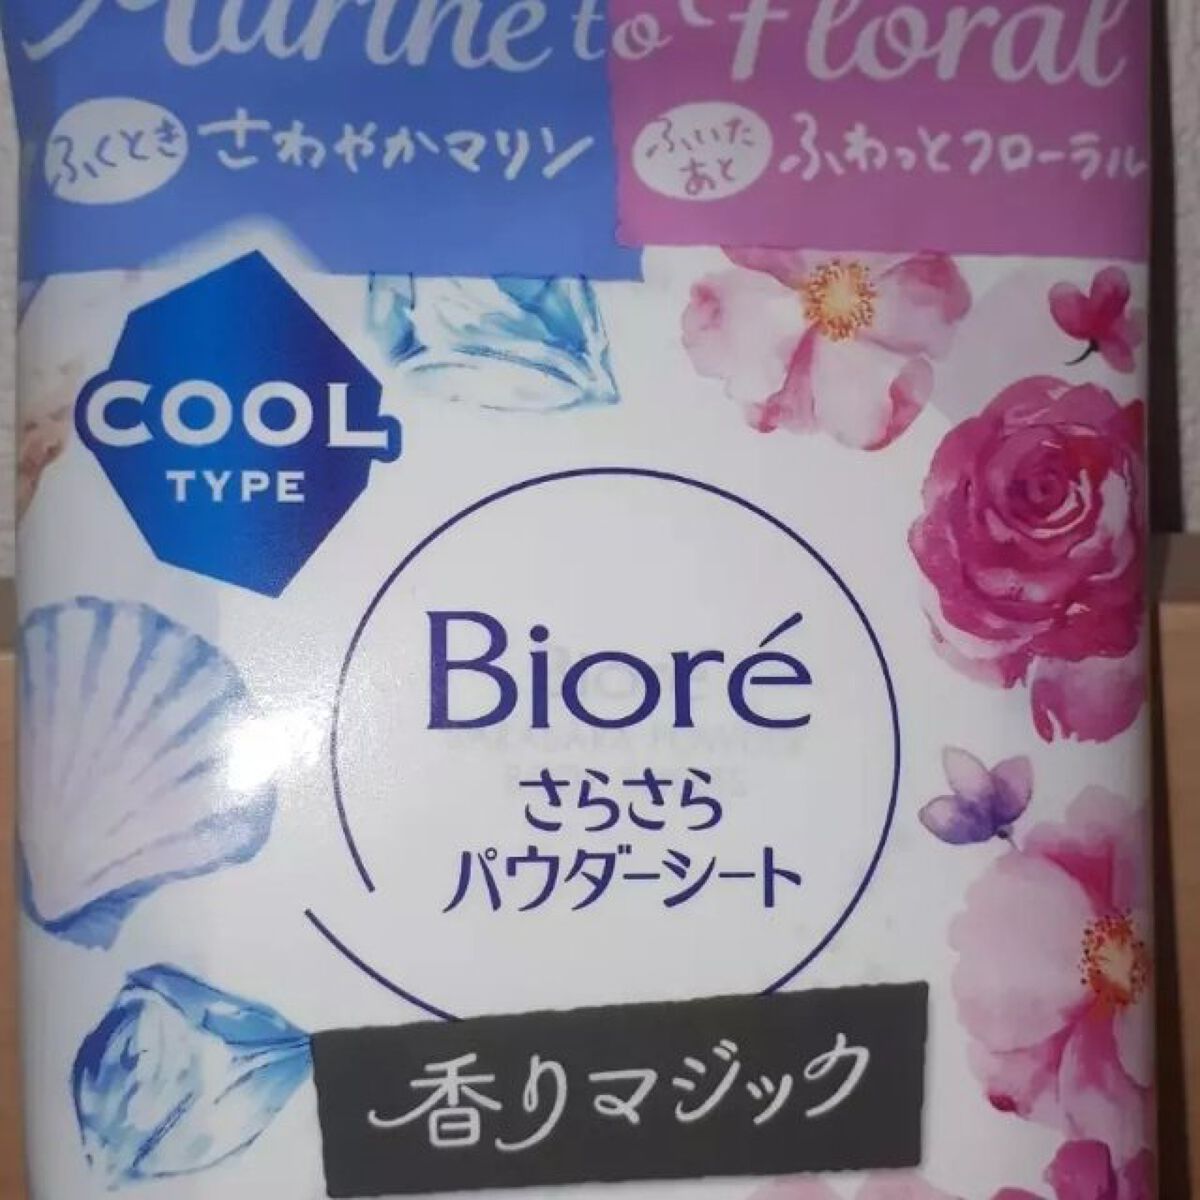 Marine to Floral
ふくとき さわやかマリン
ふいたあと ふわっとフローラル
COOL
TYPE
Bioré
さらさら
パウダーシート
香りマジック